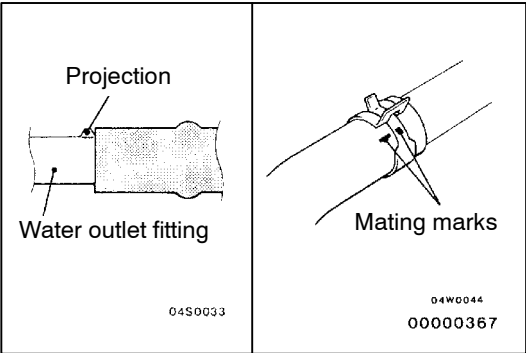 Projection
Water outlet fitting
04S0033
Mating marks
04W0044
00000367